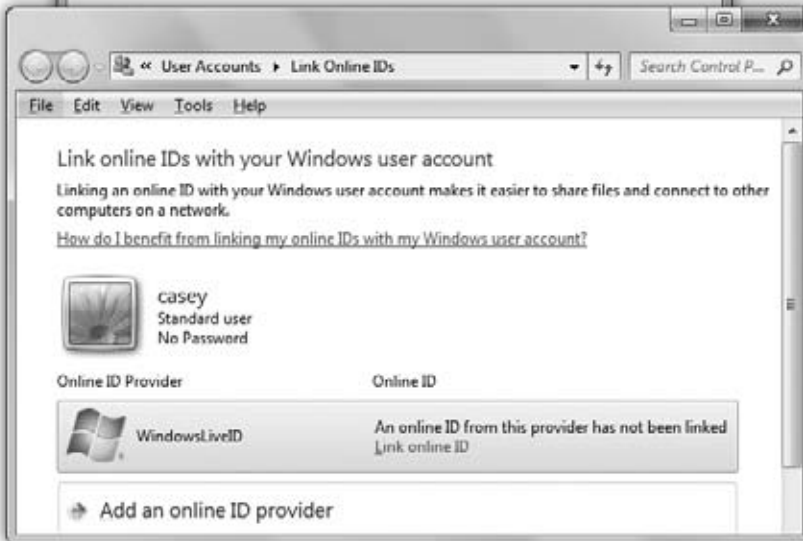 « User Accounts ▸ Link Online IDs
Search Control P...
File Edit View Tools Help
Link online IDs with your Windows user account
Linking an online ID with your Windows user account makes it easier to share files and connect to other
computers on a network.
How do I benefit from linking my online IDs with my Windows user account?
casey
Standard user
No Password
Online ID Provider Online ID
WindowsLiveID
An online ID from this provider has not been linked
Link online ID
Add an online ID provider